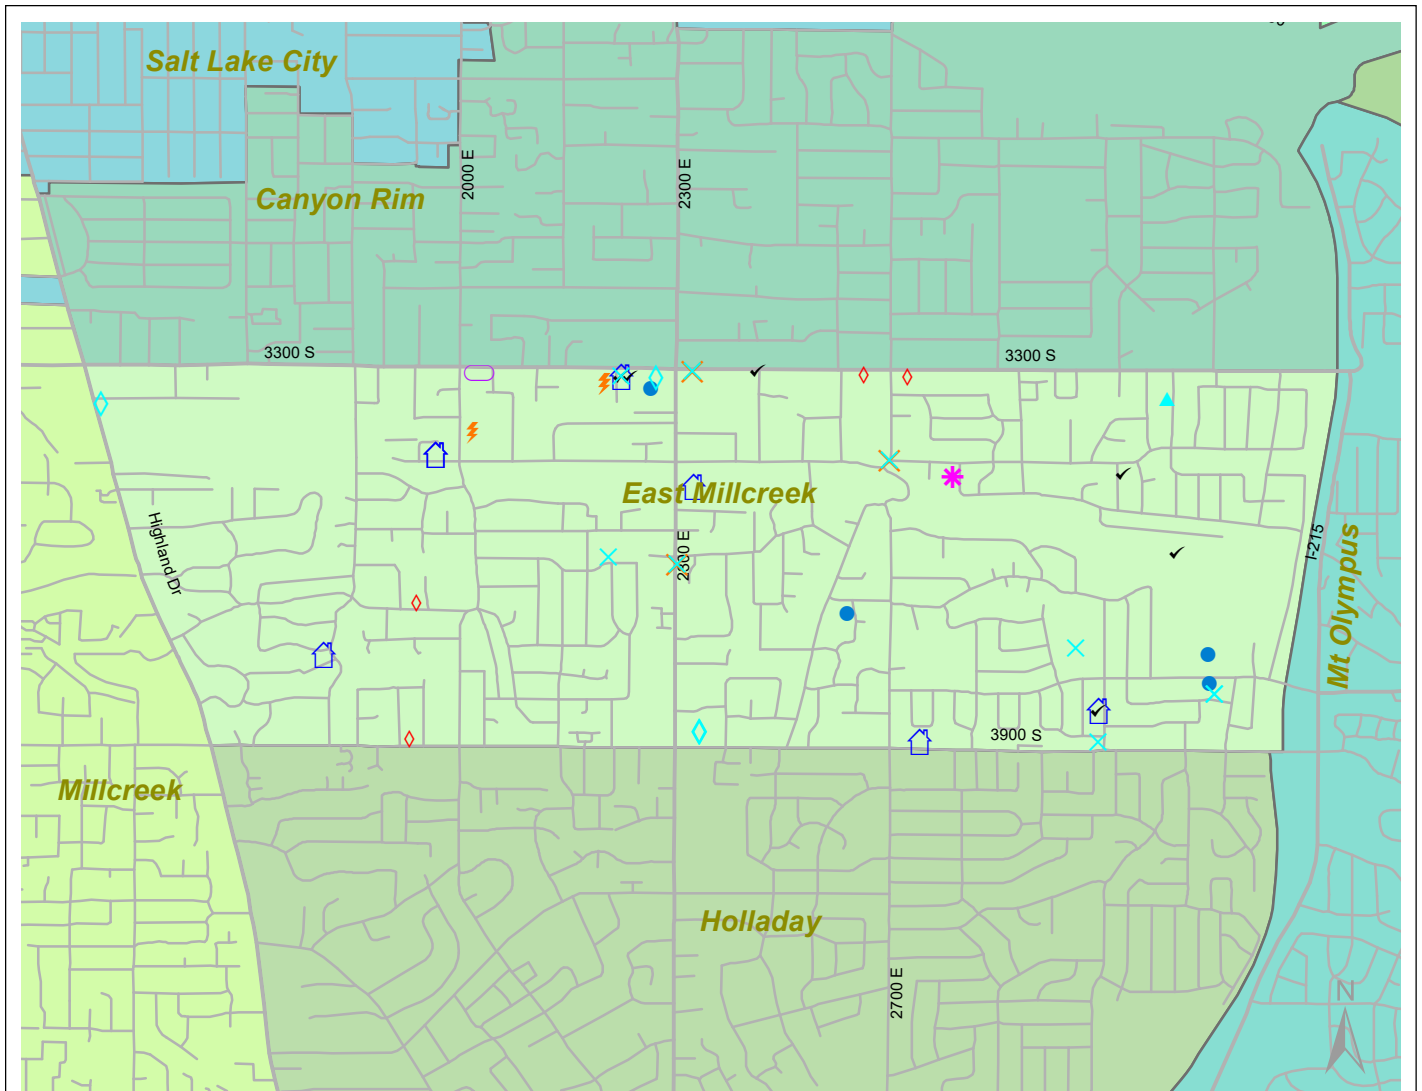 Salt Lake City
Canyon Rim
2000 E
2300 E
3300 S
3300 S
East Millcreek
Highland Dr
2300 E
I-215
Mt Olympus
3900 S
Millcreek
Holladay
2700 E
N